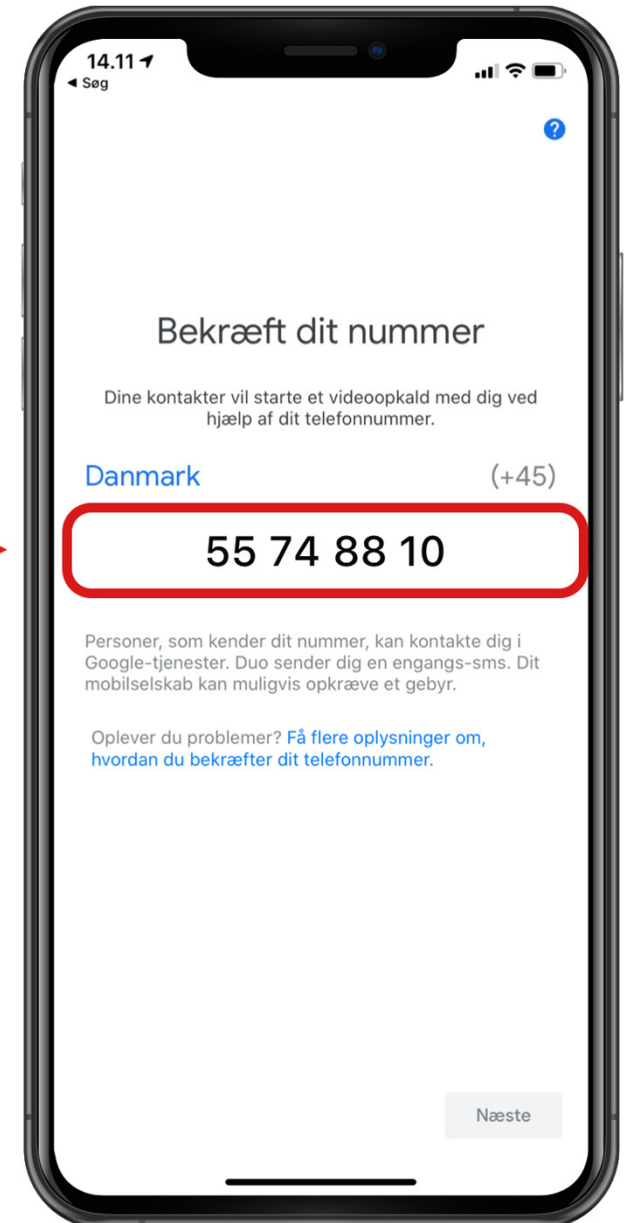 14.11
◀ Søg
?
Bekræft dit nummer
Dine kontakter vil starte et videoopkald med dig ved
hjælp af dit telefonnummer.
Danmark (+45)
55 74 88 10
Personer, som kender dit nummer, kan kontakte dig i
Google-tjenester. Duo sender dig en engangs-sms. Dit
mobilselskab kan muligvis opkræve et gebyr.
Oplever du problemer? Få flere oplysninger om,
hvordan du bekræfter dit telefonnummer.
Næste